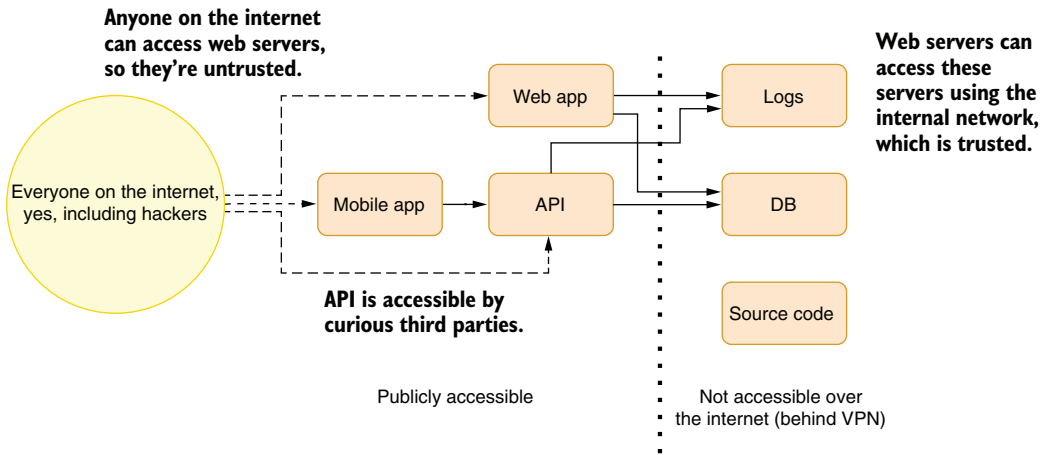 Anyone on the internet
can access web servers,
so they're untrusted.
Web servers can
access these
servers using the
internal network,
which is trusted.
Web app
Logs
Everyone on the internet,
yes, including hackers
Mobile app
API
DB
API is accessible by
curious third parties.
Source code
Publicly accessible
Not accessible over
the internet (behind VPN)